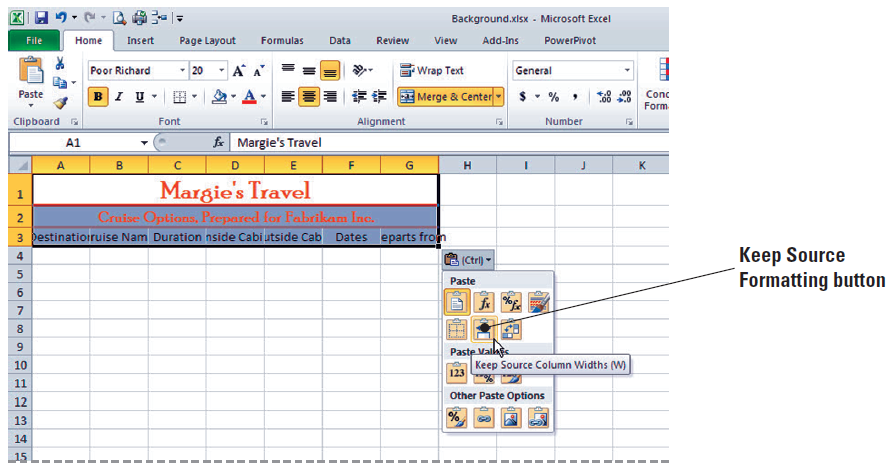 Background.xlsx - Microsoft Excel
File Home Insert Page Layout Formulas Data Review View Add-Ins PowerPivot
Poor Richard 20 A A Wrap Text General
Paste B I U A Merge & Center $ % , .00 .0 Conc
Form
Clipboard Font Alignment Number
A1 fx Margie's Travel
A B C D E F G H I J K
1 Margie's Travel
2 Cruise Options, Prepared for Fabrikam Inc.
3 Destination ruise Nam Duration nside Cabi utside Cab Dates eparts from
4 (Ctrl)
5 Paste
6 fx %fx
7
8
9 Paste Values
Keep Source Column Widths (W)
10 123 %
11
12 Other Paste Options
13 %
14
15
Keep Source
Formatting button